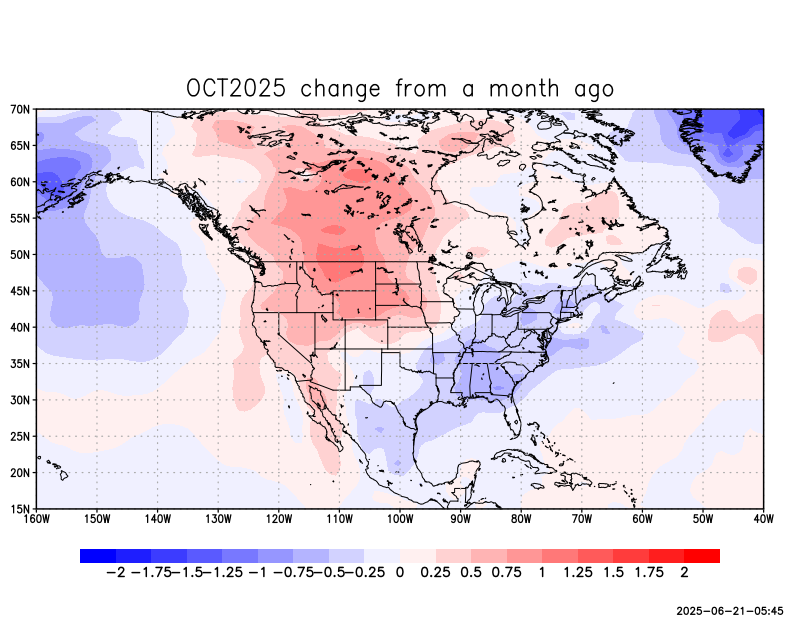 OCT2025 change from a month ago
70N
65N
60N
55N
50N
45N
40N
35N
30N
25N
20N
15N
160W 150W 140W 130W 120W 110W 100W 90W 80W 70W 60W 50W 40W
−2 −1.75 −1.5 −1.25 −1 −0.75 −0.5 −0.25 0 0.25 0.5 0.75 1 1.25 1.5 1.75 2
2025−06−21−05:45